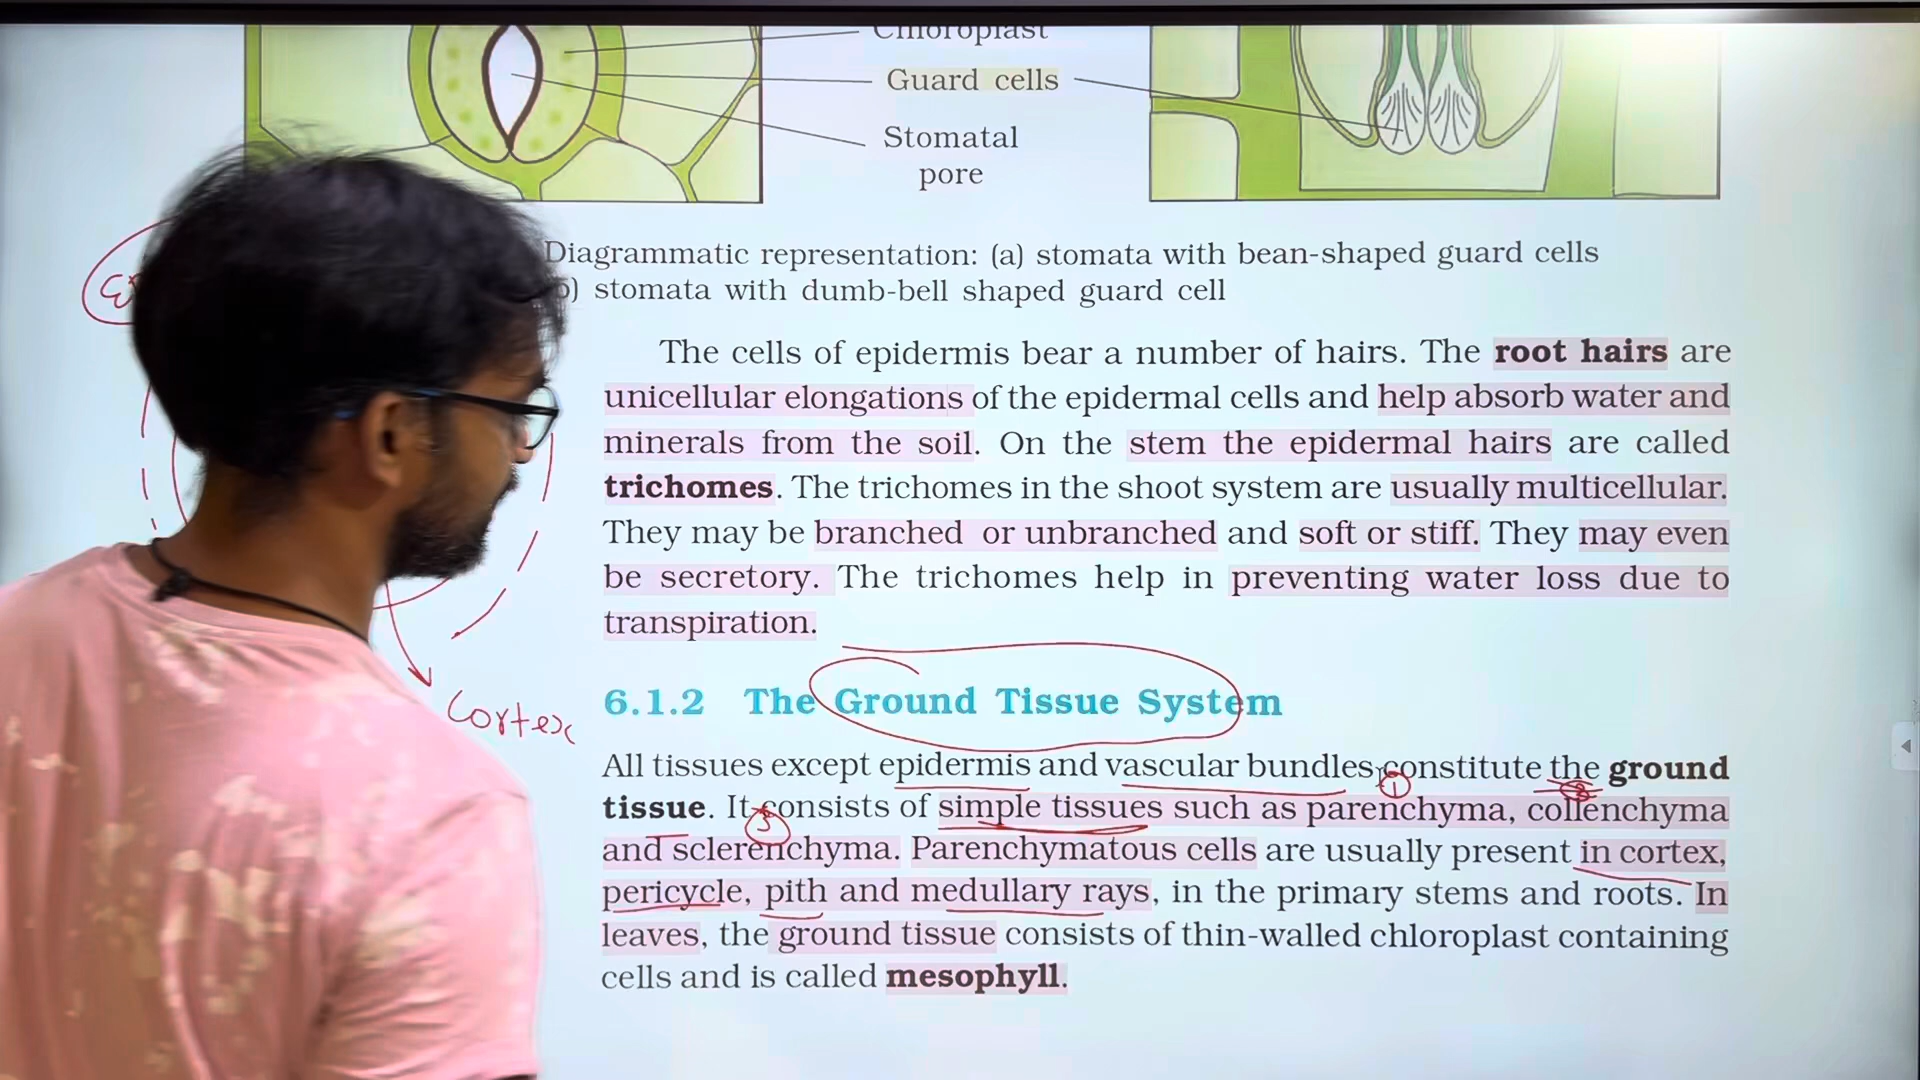 Chloroplast
Guard cells
Stomatal
pore
Diagrammatic representation: (a) stomata with bean-shaped guard cells
) stomata with dumb-bell shaped guard cell
The cells of epidermis bear a number of hairs. The root hairs are
unicellular elongations of the epidermal cells and help absorb water and
minerals from the soil. On the stem the epidermal hairs are called
trichomes. The trichomes in the shoot system are usually multicellular.
They may be branched or unbranched and soft or stiff. They may even
be secretory. The trichomes help in preventing water loss due to
transpiration.
Cortex
6.1.2 The Ground Tissue System
All tissues except epidermis and vascular bundles constitute the ground
1
tissue. It consists of simple tissues such as parenchyma, collenchyma
3
and sclerenchyma. Parenchymatous cells are usually present in cortex,
pericycle, pith and medullary rays, in the primary stems and roots. In
leaves, the ground tissue consists of thin-walled chloroplast containing
cells and is called mesophyll.